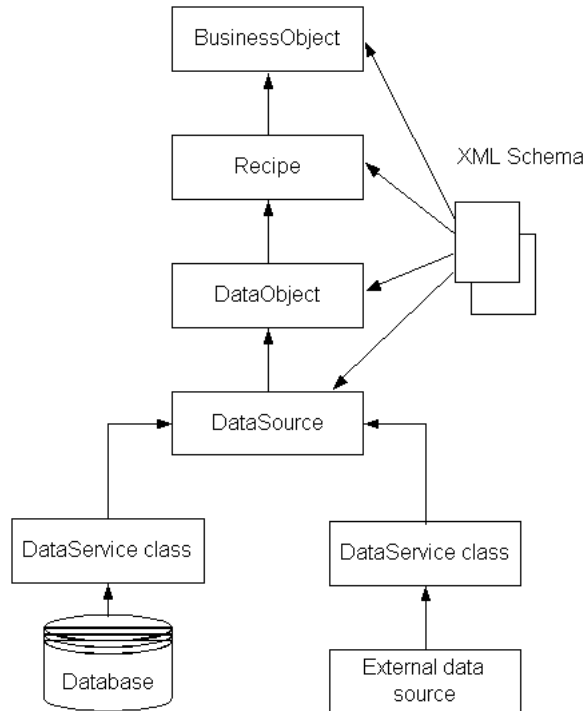 BusinessObject
Recipe
XML Schema
DataObject
DataSource
DataService class
DataService class
Database
External data
source